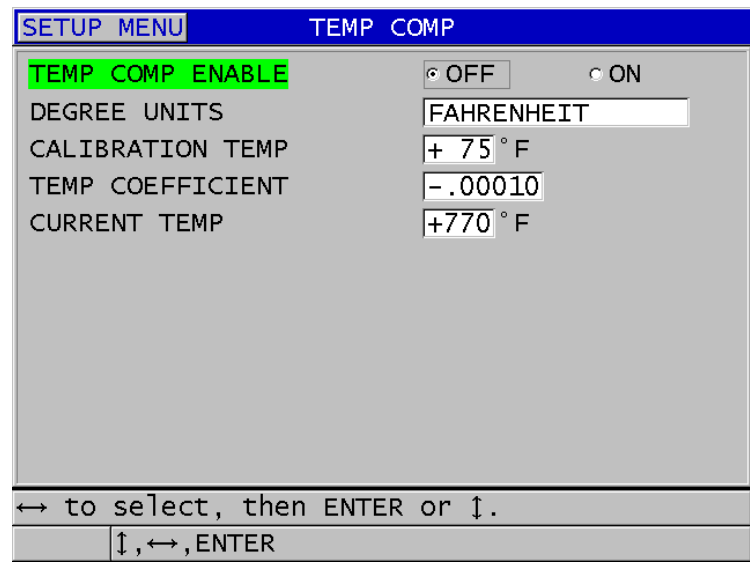 SETUP MENU TEMP COMP
TEMP COMP ENABLE OFF ON
DEGREE UNITS FAHRENHEIT
CALIBRATION TEMP + 75°F
TEMP COEFFICIENT -.00010
CURRENT TEMP +770°F
↔ to select, then ENTER or ↕.
↕,↔,ENTER